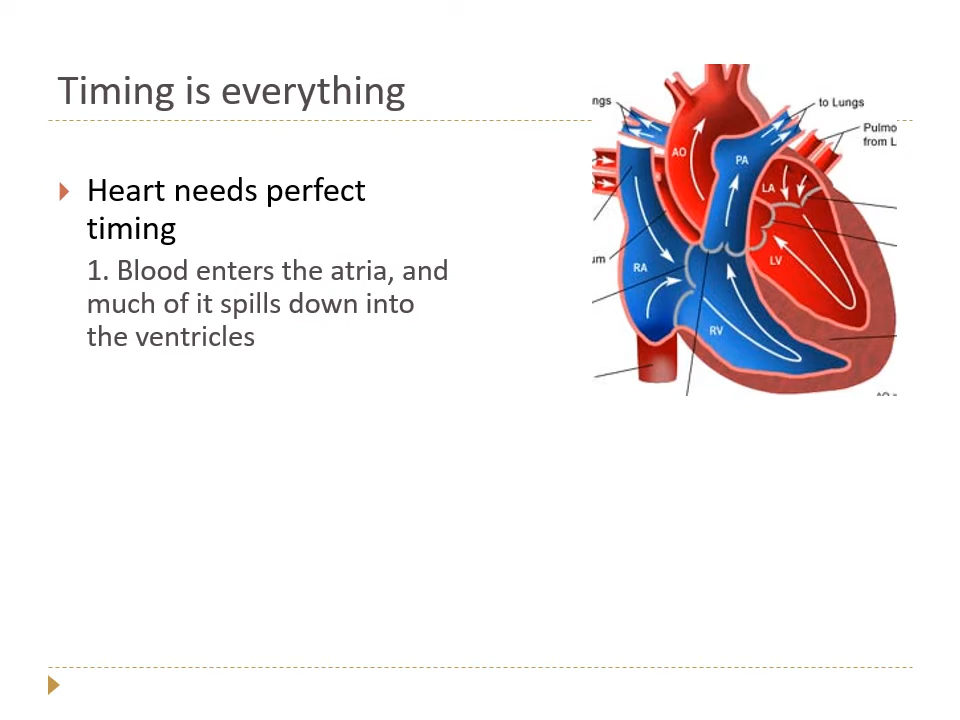 Timing is everything
Heart needs perfect
timing
1. Blood enters the atria, and
much of it spills down into
the ventricles
ngs
to Lungs
Pulmo
from L
AO
PA
LA
um
RA
LV
RV